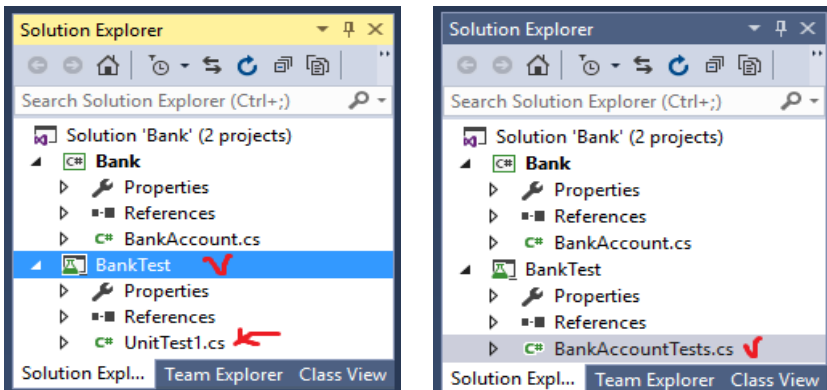 Solution Explorer
Search Solution Explorer (Ctrl+;)
Solution 'Bank' (2 projects)
C# Bank
Properties
References
C# BankAccount.cs
BankTest
Properties
References
C# UnitTest1.cs
Solution Expl... Team Explorer Class View
Solution Explorer
Search Solution Explorer (Ctrl+;)
Solution 'Bank' (2 projects)
C# Bank
Properties
References
C# BankAccount.cs
BankTest
Properties
References
C# BankAccountTests.cs
Solution Expl... Team Explorer Class View